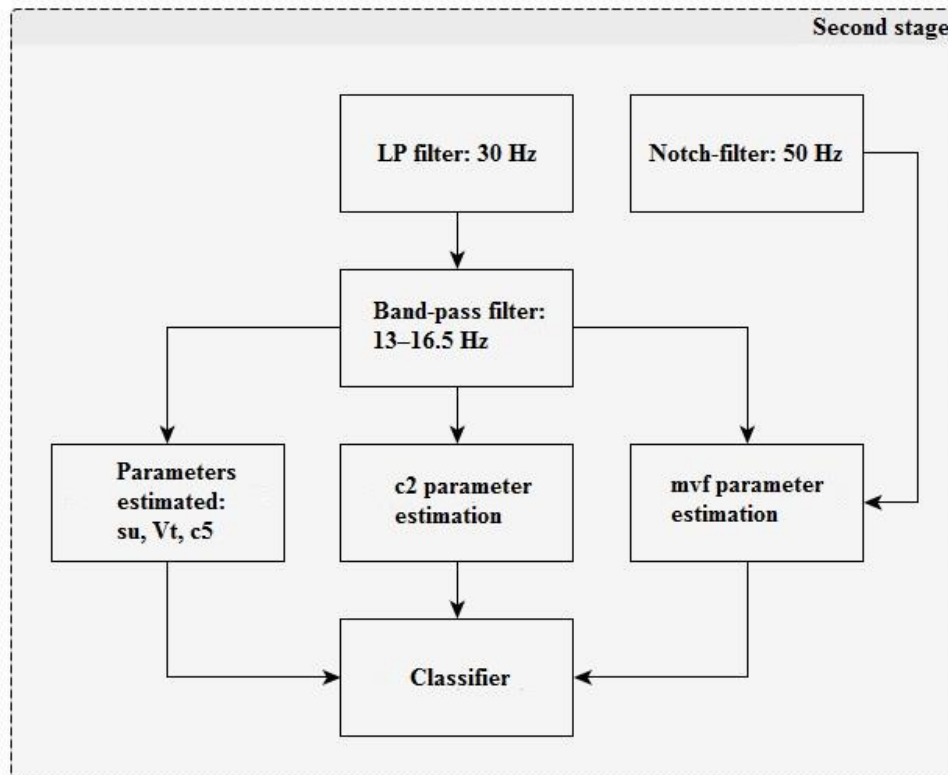 Second stage
LP filter: 30 Hz
Notch-filter: 50 Hz
Band-pass filter:
13–16.5 Hz
Parameters
estimated:
su, Vt, c5
c2 parameter
estimation
mvf parameter
estimation
Classifier